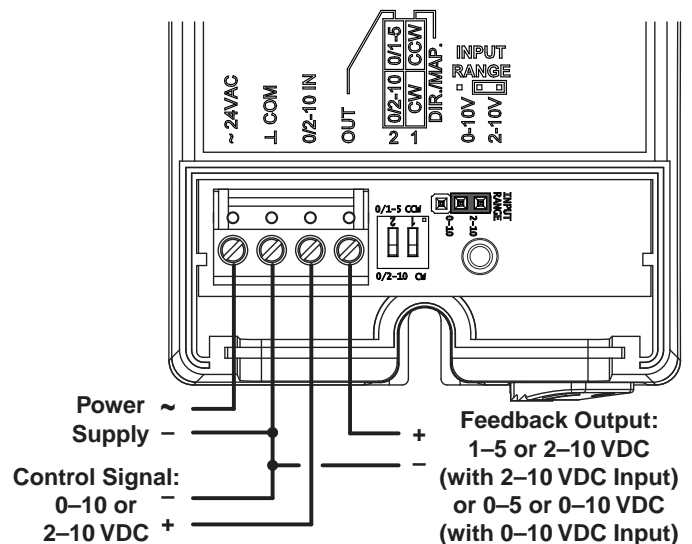 ~ 24VAC
⊥ COM
0/2-10 IN
OUT
0/2-10 0/1-5
CW CCW
2 1
DIR./MAP.
INPUT
RANGE
0-10V
2-10V
0/1-5 CCW
2 1
0/2-10 CW
0-10
2-10
INPUT
RANGE
Power ~
Supply –
Control Signal:
0–10 or –
2–10 VDC +
+ Feedback Output:
– 1–5 or 2–10 VDC
(with 2–10 VDC Input)
or 0–5 or 0–10 VDC
(with 0–10 VDC Input)